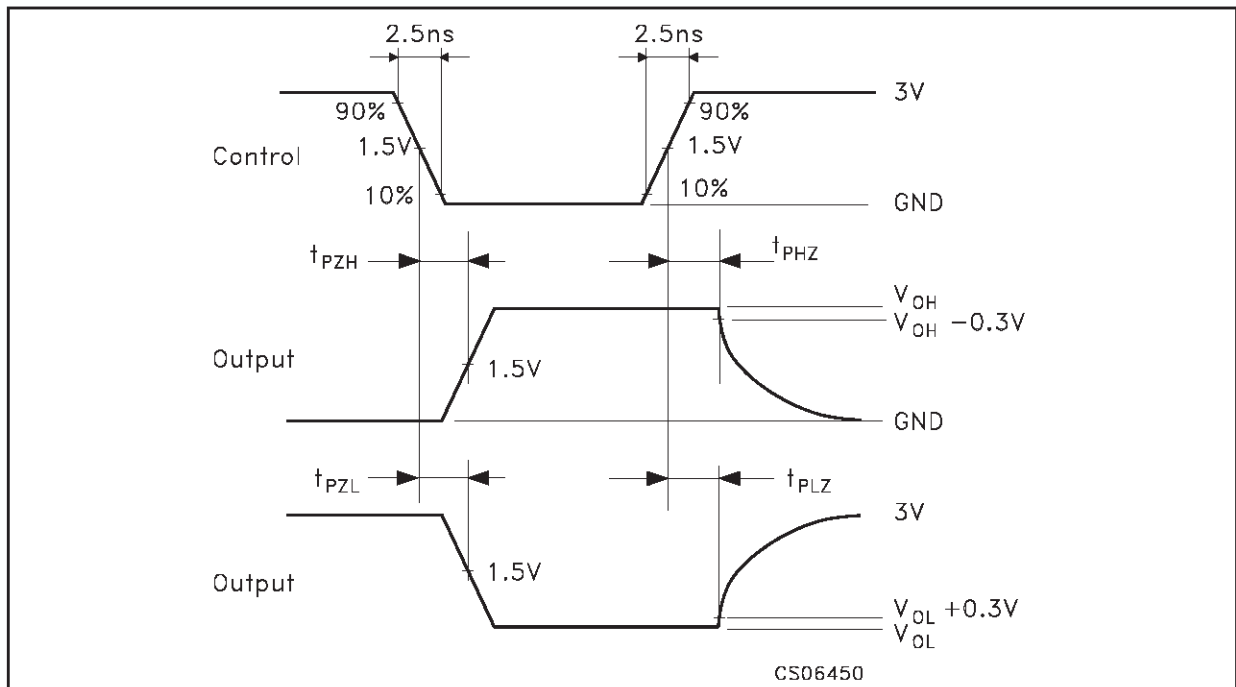 2.5ns 2.5ns
3V
90% 90%
Control 1.5V 1.5V
10% 10%
GND
tPZH tPHZ
VOH
VOH -0.3V
Output 1.5V
GND
tPZL tPLZ
3V
Output 1.5V
VOL +0.3V
VOL
CS06450